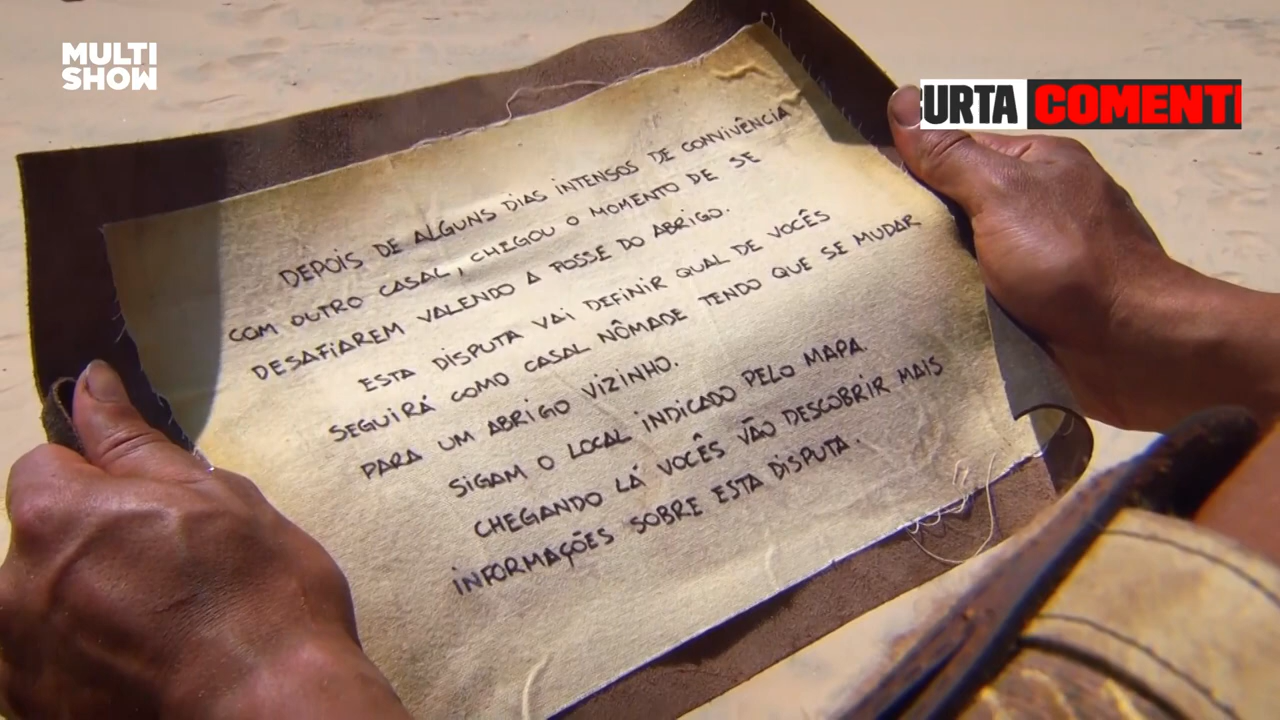 MULTI
SHOW
CURTA COMENT
DEPOIS DE ALGUNS DIAS INTENSOS DE CONVIVÊNCIA
COM OUTRO CASAL, CHEGOU O MOMENTO DE SE
DESAFIAREM VALENDO A POSSE DO ABRIGO.
ESTA DISPUTA VAI DEFINIR QUAL DE VOCÊS
SEGUIRÁ COMO CASAL NÔMADE TENDO QUE SE MUDAR
PARA UM ABRIGO VIZINHO.
SIGAM O LOCAL INDICADO PELO MAPA.
CHEGANDO LÁ VOCÊS VÃO DESCOBRIR MAIS
INFORMAÇÕES SOBRE ESTA DISPUTA.